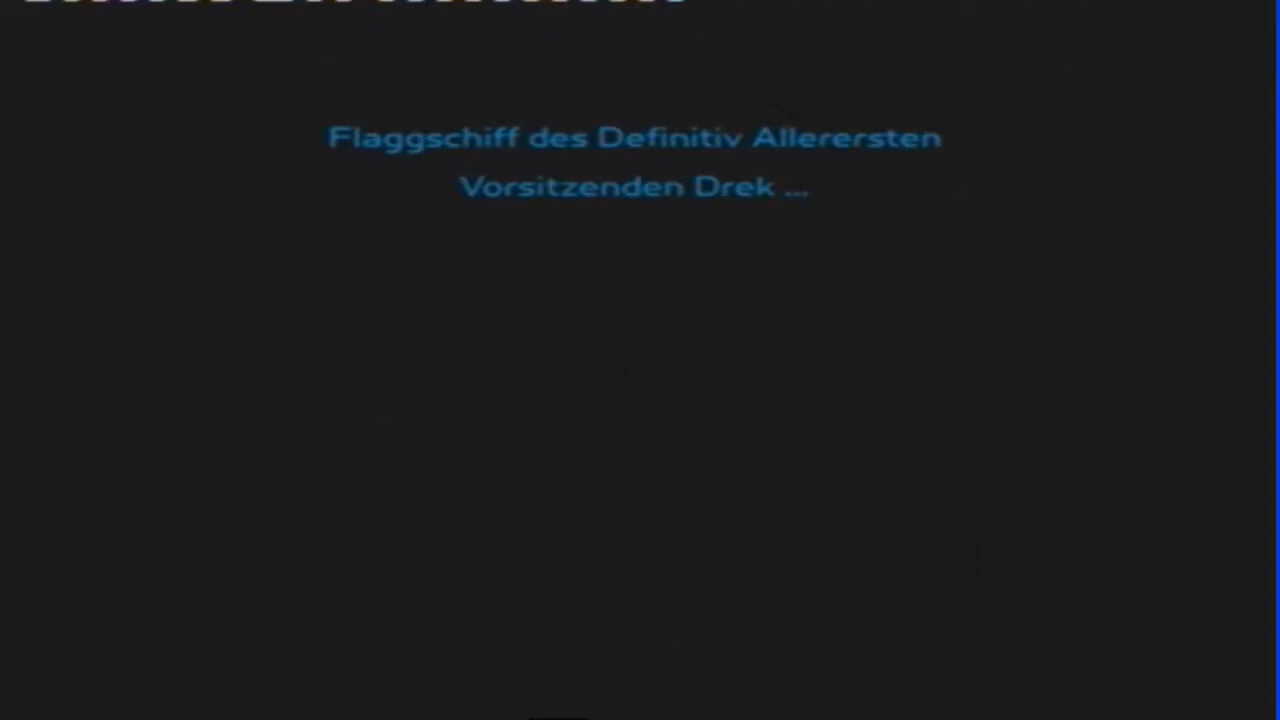 Flaggschiff des Definitiv Allerersten
Vorsitzenden Drek ...